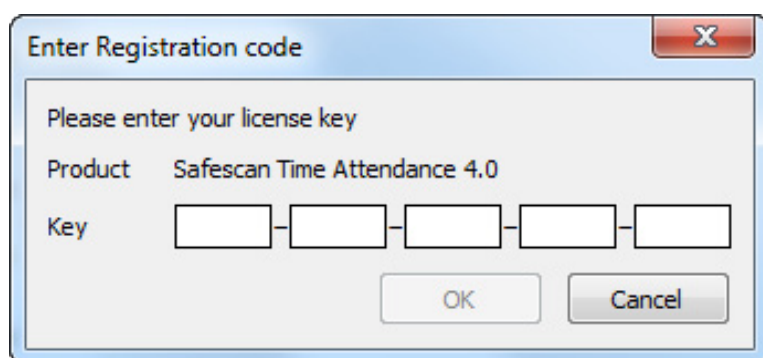 Enter Registration code
Please enter your license key
Product Safescan Time Attendance 4.0
Key - - - -
OK Cancel